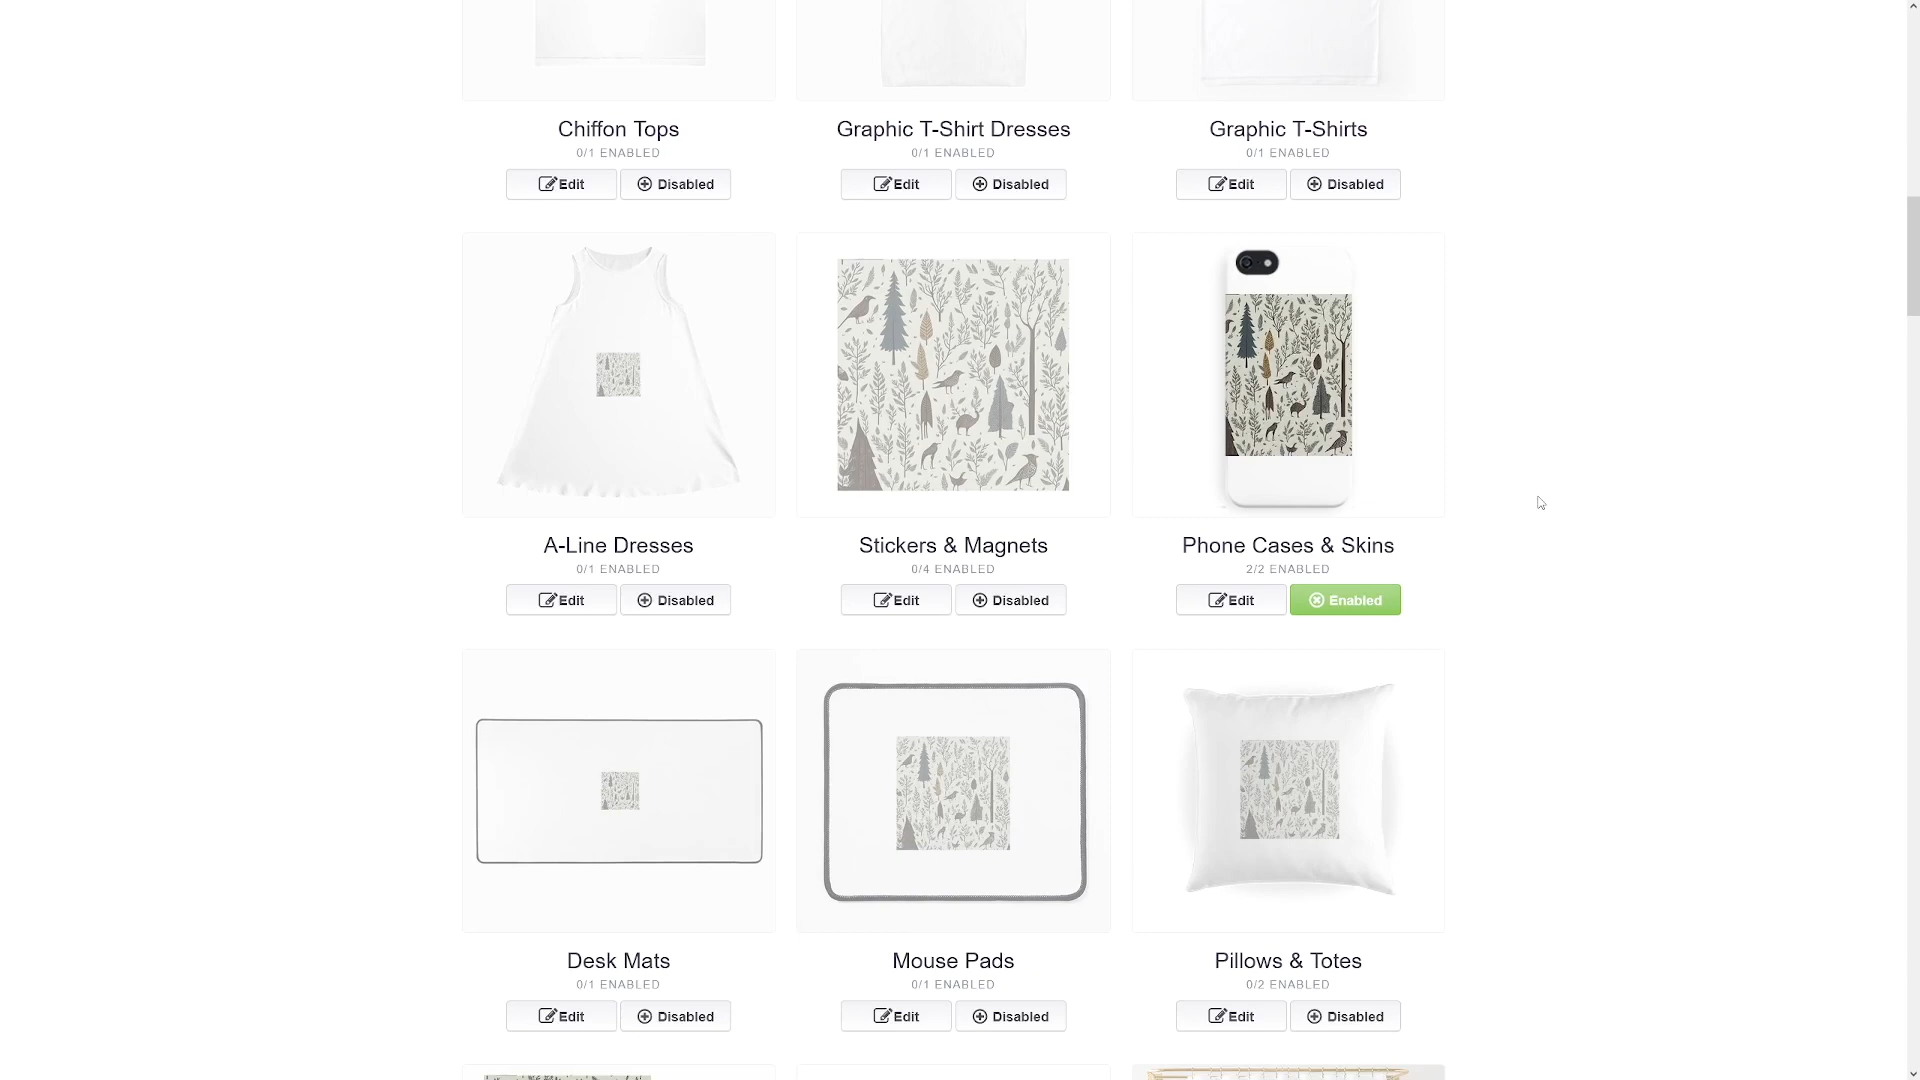 Chiffon Tops Graphic T-Shirt Dresses Graphic T-Shirts
0/1 ENABLED 0/1 ENABLED 0/1 ENABLED
Edit Disabled Edit Disabled Edit Disabled
A-Line Dresses Stickers & Magnets Phone Cases & Skins
0/1 ENABLED 0/4 ENABLED 2/2 ENABLED
Edit Disabled Edit Disabled Edit Enabled
Desk Mats Mouse Pads Pillows & Totes
0/1 ENABLED 0/1 ENABLED 0/2 ENABLED
Edit Disabled Edit Disabled Edit Disabled